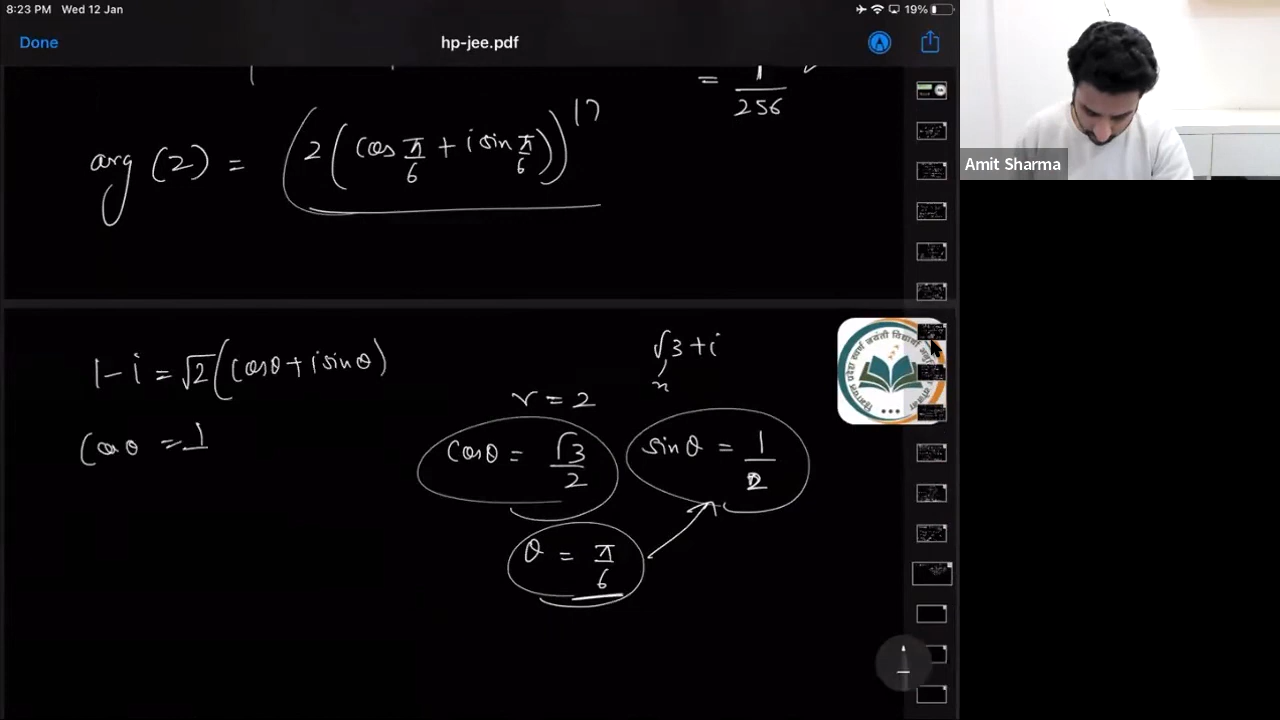 8:23 PM Wed 12 Jan
19%
Done
hp-jee.pdf
= 1/256
arg (2) = (2(cos π/6 + i sin π/6))^17
Amit Sharma
1 - i = √2 (cosθ + i sinθ)
cosθ = 1
√3 + i
x
r = 2
cosθ = √3/2
sinθ = 1/2
θ = π/6